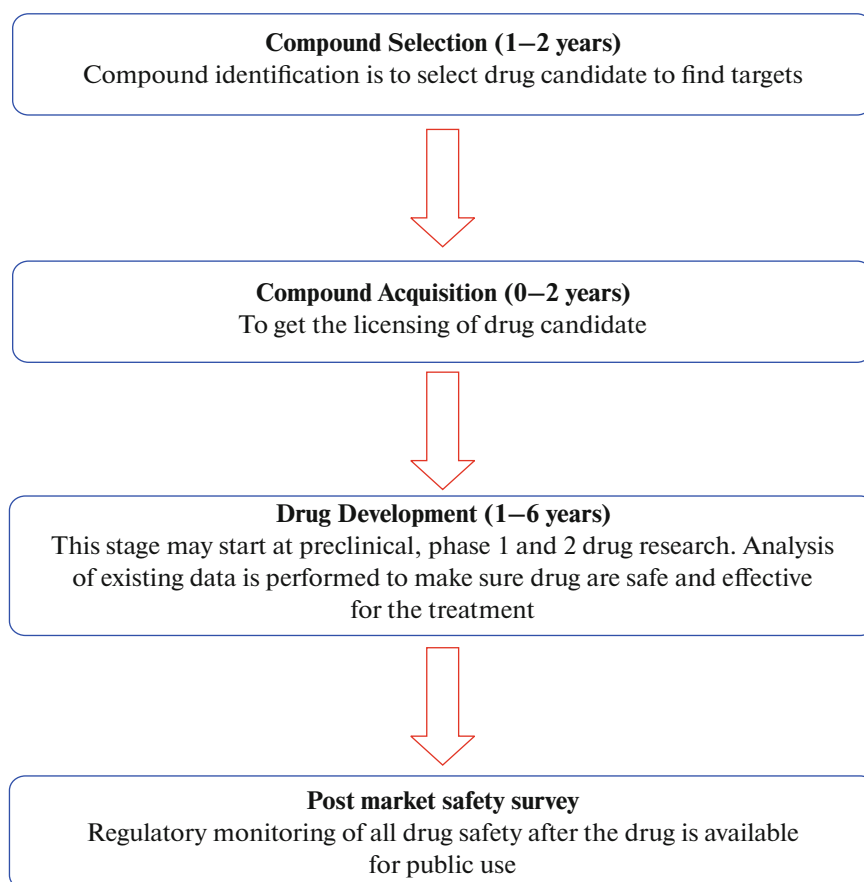 Compound Selection (1–2 years)
Compound identification is to select drug candidate to find targets
Compound Acquisition (0–2 years)
To get the licensing of drug candidate
Drug Development (1–6 years)
This stage may start at preclinical, phase 1 and 2 drug research. Analysis
of existing data is performed to make sure drug are safe and effective
for the treatment
Post market safety survey
Regulatory monitoring of all drug safety after the drug is available
for public use